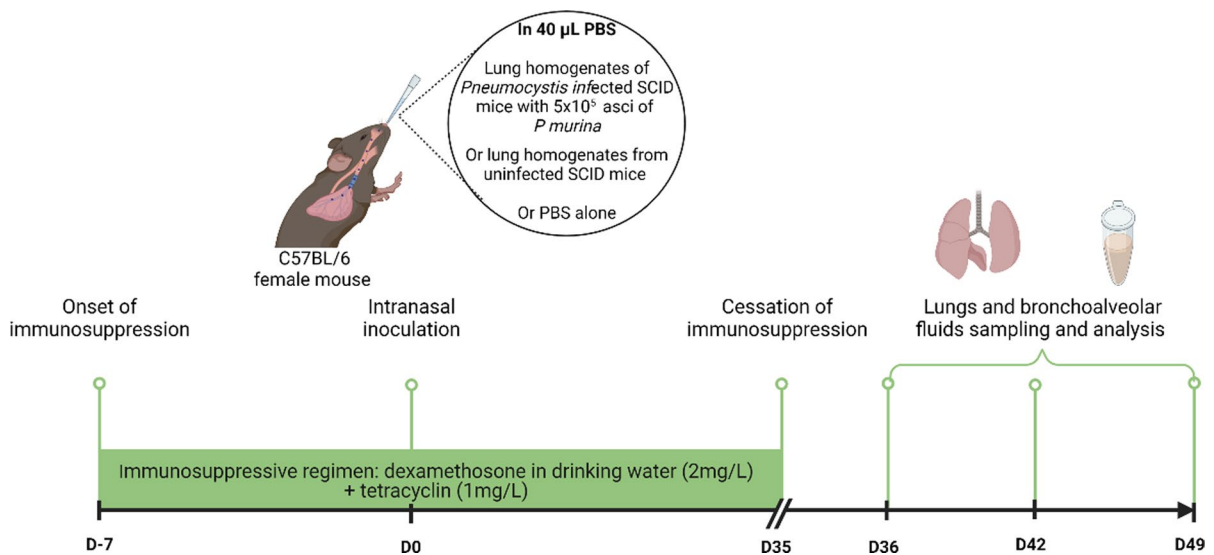 In 40 µL PBS
Lung homogenates of
Pneumocystis infected SCID
mice with 5x10⁵ asci of
P murina
Or lung homogenates from
uninfected SCID mice
Or PBS alone
C57BL/6
female mouse
Onset of
immunosuppression
Intranasal
inoculation
Cessation of
immunosuppression
Lungs and bronchoalveolar
fluids sampling and analysis
Immunosuppressive regimen: dexamethosone in drinking water (2mg/L)
+ tetracyclin (1mg/L)
D-7
D0
D35
D36
D42
D49